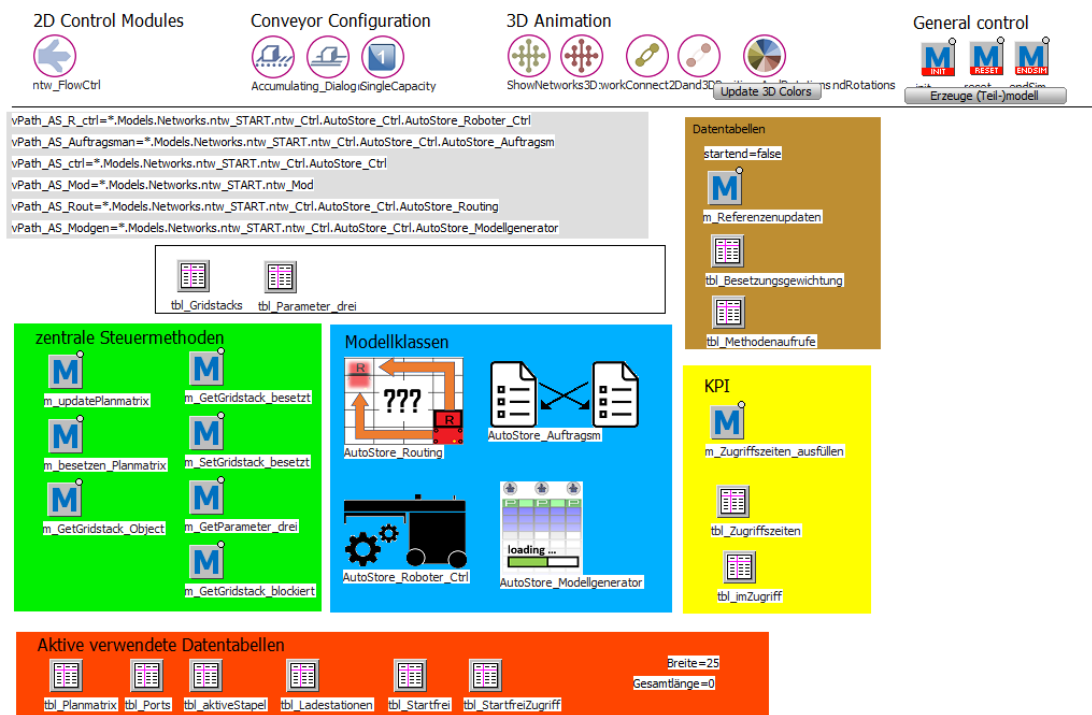 2D Control Modules
Conveyor Configuration
3D Animation
General control
1
M
INIT
M
RESET
M
ENDSIM
ntw_FlowCtrl
Accumulating_Dialog
SingleCapacity
ShowNetworks3D:
workConnect2Dand3D
ndRotations
Update 3D Colors
Erzeuge (Teil-)modell
vPath_AS_R_ctrl=*.Models.Networks.ntw_START.ntw_Ctrl.AutoStore_Ctrl.AutoStore_Roboter_Ctrl
vPath_AS_Auftragsman=*.Models.Networks.ntw_START.ntw_Ctrl.AutoStore_Ctrl.AutoStore_Auftragsm
vPath_AS_ctrl=*.Models.Networks.ntw_START.ntw_Ctrl.AutoStore_Ctrl
vPath_AS_Mod=*.Models.Networks.ntw_START.ntw_Mod
vPath_AS_Rout=*.Models.Networks.ntw_START.ntw_Ctrl.AutoStore_Ctrl.AutoStore_Routing
vPath_AS_Modgen=*.Models.Networks.ntw_START.ntw_Ctrl.AutoStore_Ctrl.AutoStore_Modellgenerator
tbl_Gridstacks
tbl_Parameter_drei
Datentabellen
startend=false
M
m_Referenzenupdaten
tbl_Besetzungsgewichtung
tbl_Methodenaufrufe
zentrale Steuermethoden
M
m_updatePlanmatrix
M
m_GetGridstack_besetzt
M
m_besetzen_Planmatrix
M
m_SetGridstack_besetzt
M
m_GetGridstack_Object
M
m_GetParameter_drei
M
m_GetGridstack_blockiert
Modellklassen
R
???
R
AutoStore_Routing
AutoStore_Auftragsm
AutoStore_Roboter_Ctrl
loading ...
AutoStore_Modellgenerator
KPI
M
m_Zugriffszeiten_ausfüllen
tbl_Zugriffszeiten
tbl_imZugriff
Aktive verwendete Datentabellen
tbl_Planmatrix
tbl_Ports
tbl_aktiveStapel
tbl_Ladestationen
tbl_Startfrei
tbl_StartfreiZugriff
Breite=25
Gesamtlänge=0